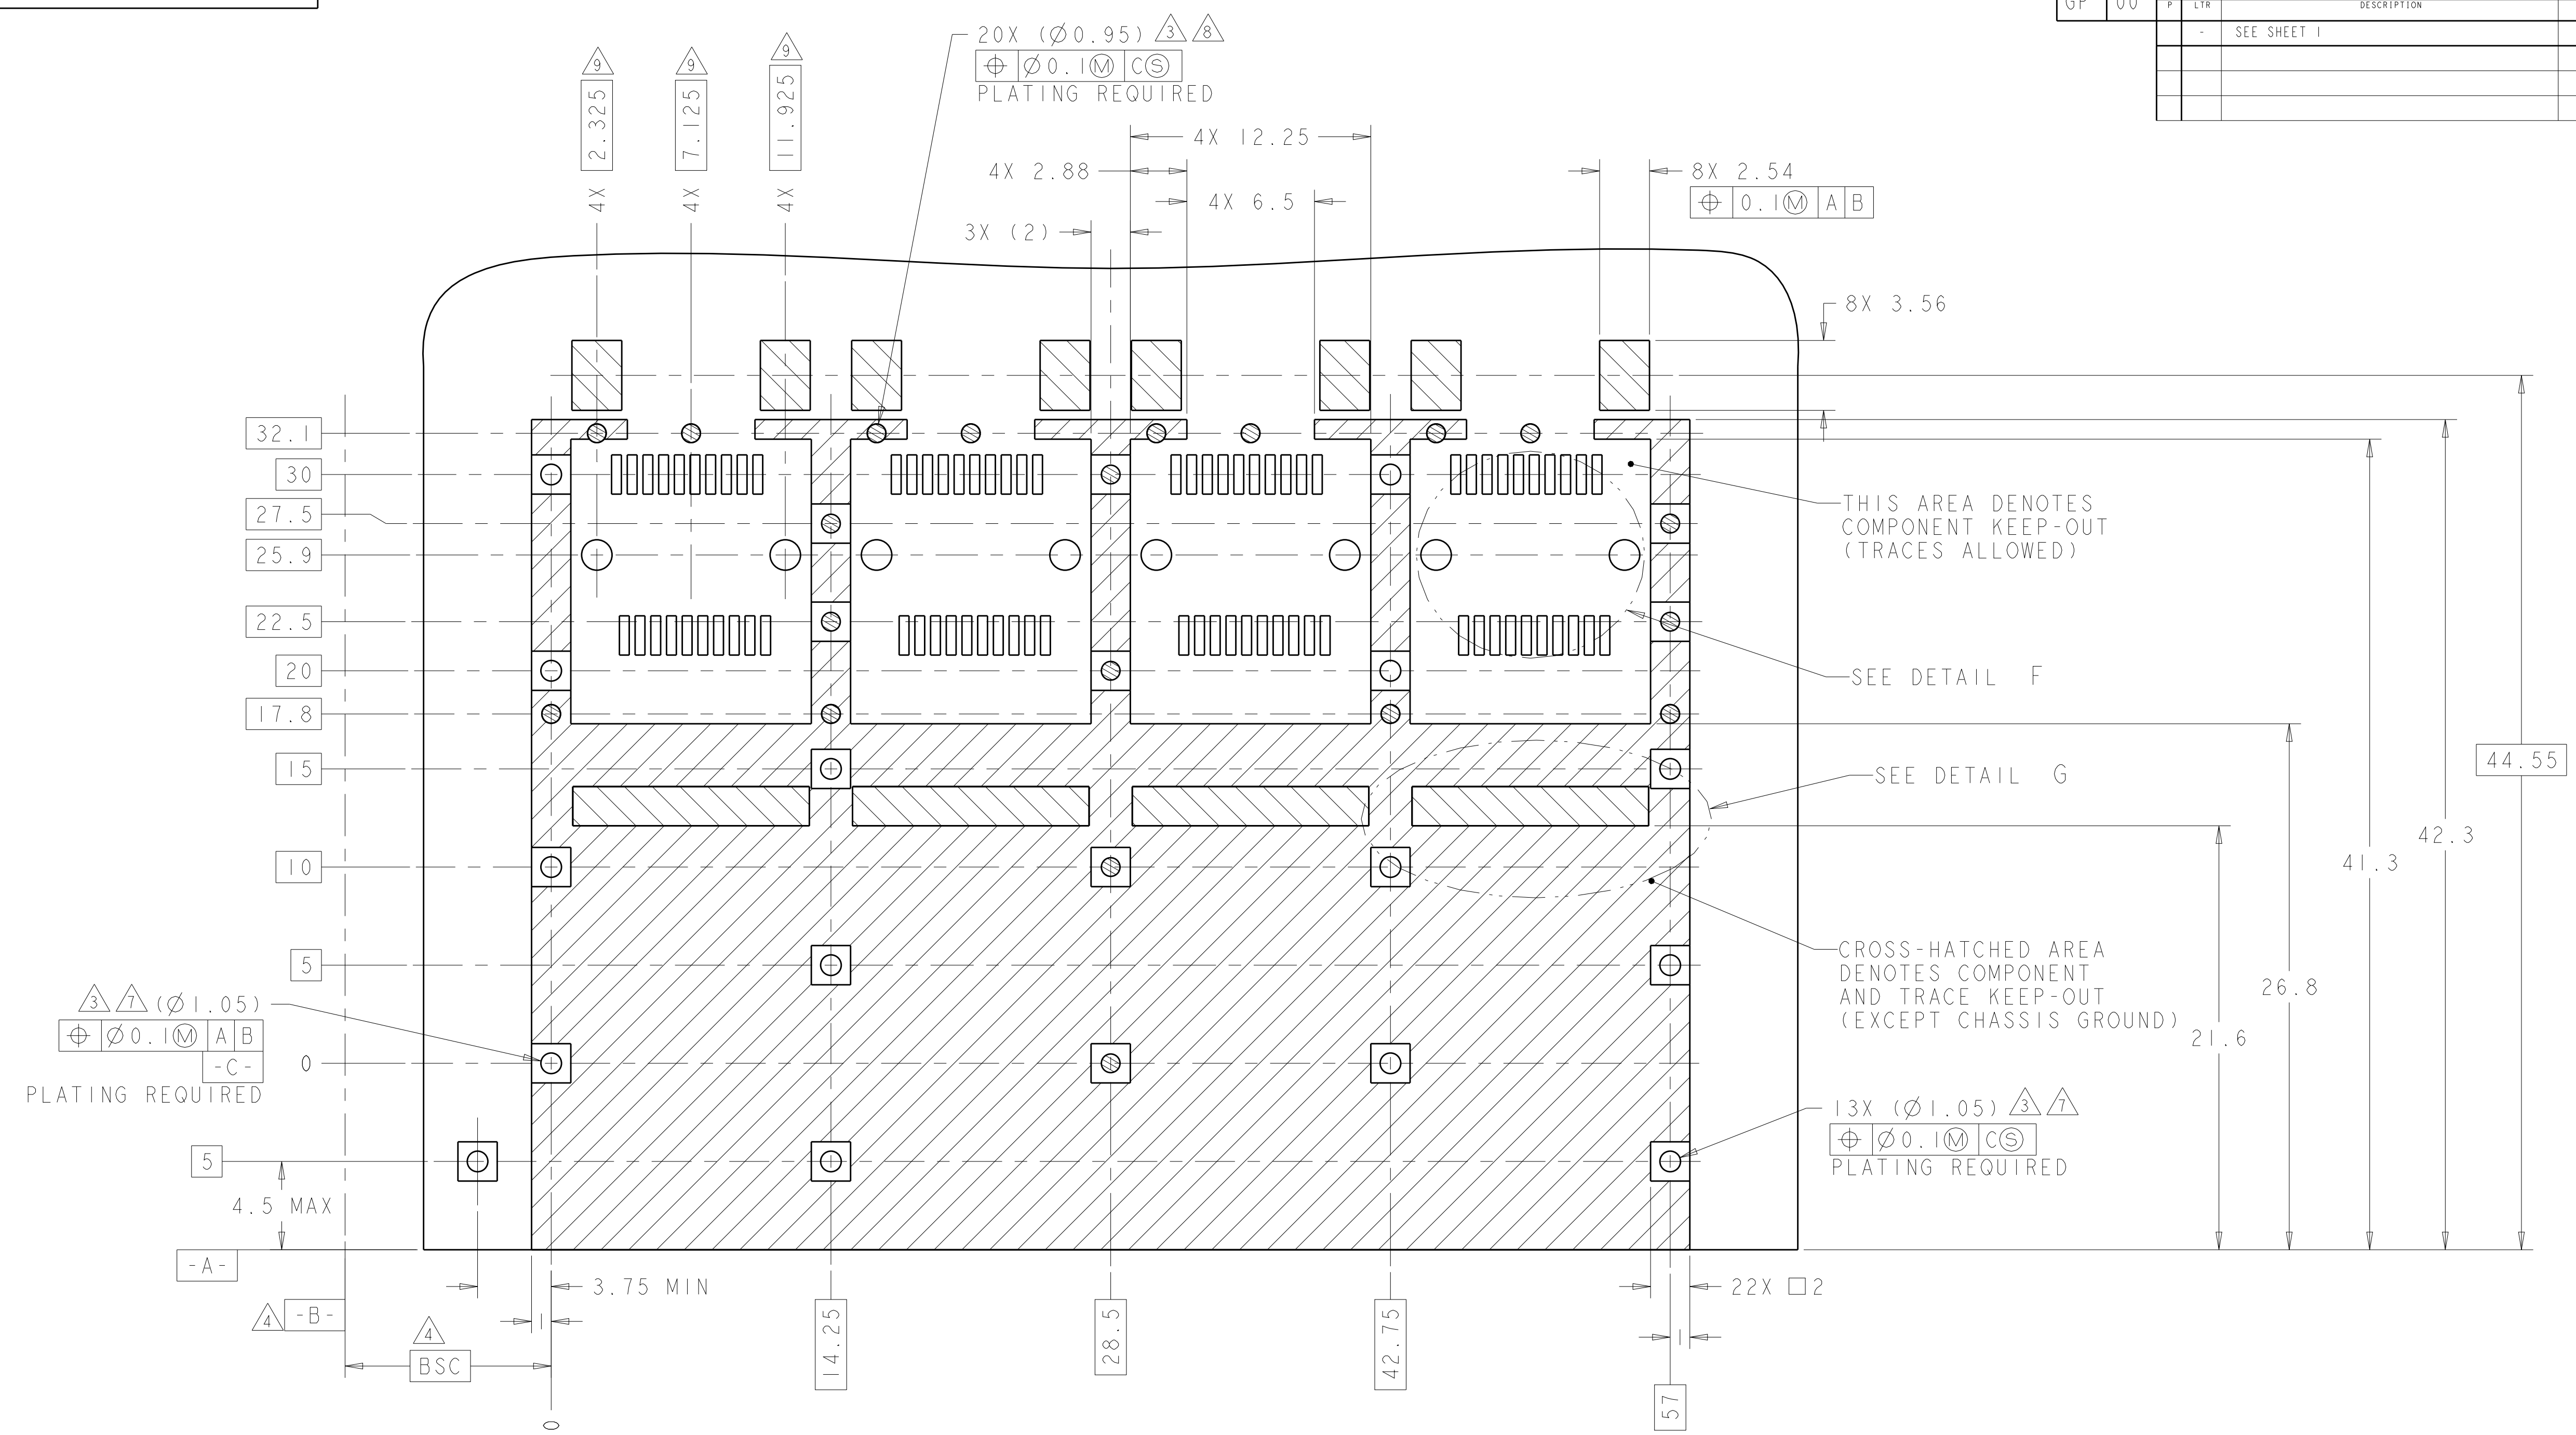 GP 00 P LTR DESCRIPTION
- SEE SHEET 1
20X (Ø0.95) 3 8
⌖ Ø0.1Ⓜ CⓈ
PLATING REQUIRED
9 9 9
4X 2.325
4X 7.125
4X 11.925
4X 12.25
4X 2.88
4X 6.5
3X (2)
8X 2.54
⌖ 0.1Ⓜ A B
8X 3.56
32.1
30
27.5
25.9
22.5
20
17.8
15
10
5
0
5
THIS AREA DENOTES
COMPONENT KEEP-OUT
(TRACES ALLOWED)
SEE DETAIL F
SEE DETAIL G
44.55
42.3
41.3
26.8
21.6
CROSS-HATCHED AREA
DENOTES COMPONENT
AND TRACE KEEP-OUT
(EXCEPT CHASSIS GROUND)
3 7 (Ø1.05)
⌖ Ø0.1Ⓜ A B
-C-
PLATING REQUIRED
13X (Ø1.05) 3 7
⌖ Ø0.1Ⓜ CⓈ
PLATING REQUIRED
4.5 MAX
-A-
3.75 MIN
22X □2
4 -B-
1
1
4
BSC
0
14.25
28.5
42.75
57